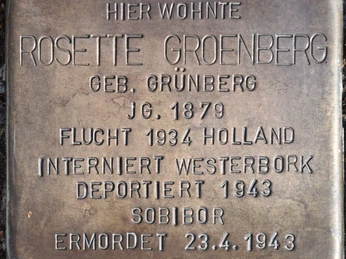 HIER WOHNTE
ROSETTE GROENBERG
GEB. GRÜNBERG
JG. 1879
FLUCHT 1934 HOLLAND
INTERNIERT WESTERBORK
DEPORTIERT 1943
SOBIBOR
ERMORDET 23.4.1943